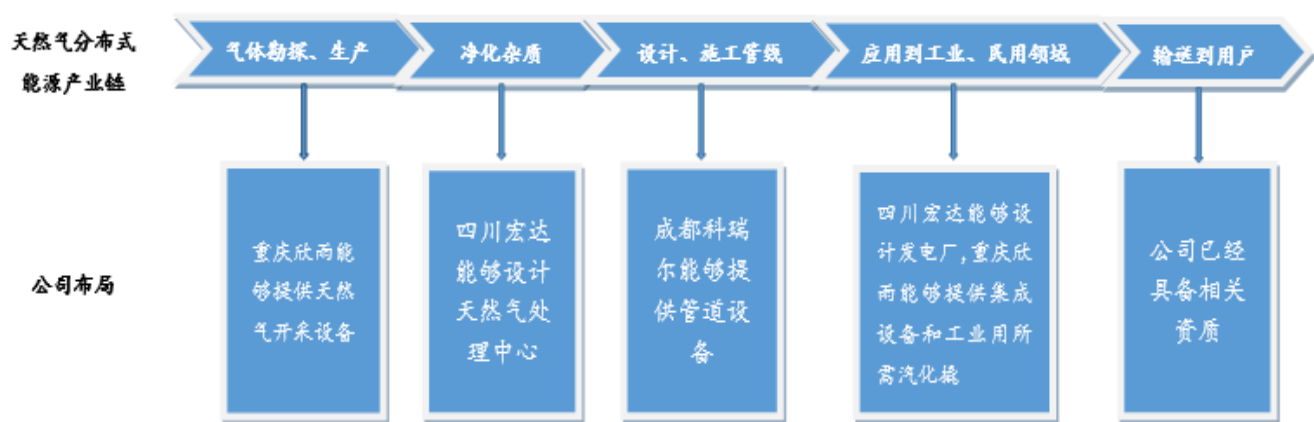 天然气分布式
能源产业链
气体勘探、生产
净化杂质
设计、施工管线
应用到工业、民用领域
输送到用户
公司布局
重庆欣雨能
够提供天然
气开采设备
四川宏达
能够设计
天然气处
理中心
成都科瑞
尔能够提
供管道设
备
四川宏达能够设
计发电厂,重庆欣
雨能够提供集成
设备和工业用所
需汽化撬
公司已经
具备相关
资质